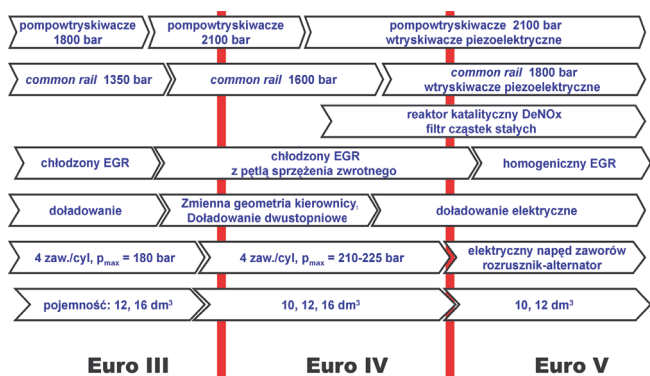 pompowtryskiwacze
1800 bar
pompowtryskiwacze
2100 bar
pompowtryskiwacze 2100 bar
wtryskiwacze piezoelektryczne
common rail 1350 bar
common rail 1600 bar
common rail 1800 bar
wtryskiwacze piezoelektryczne
reaktor katalityczny DeNOx
filtr cząstek stałych
chłodzony EGR
chłodzony EGR
z pętlą sprzężenia zwrotnego
homogeniczny EGR
doładowanie
Zmienna geometria kierownicy,
Doładowanie dwustopniowe
doładowanie elektryczne
4 zaw./cyl, pmax = 180 bar
4 zaw./cyl, pmax = 210-225 bar
elektryczny napęd zaworów
rozrusznik-alternator
pojemność: 12, 16 dm³
10, 12, 16 dm³
10, 12 dm³
Euro III
Euro IV
Euro V